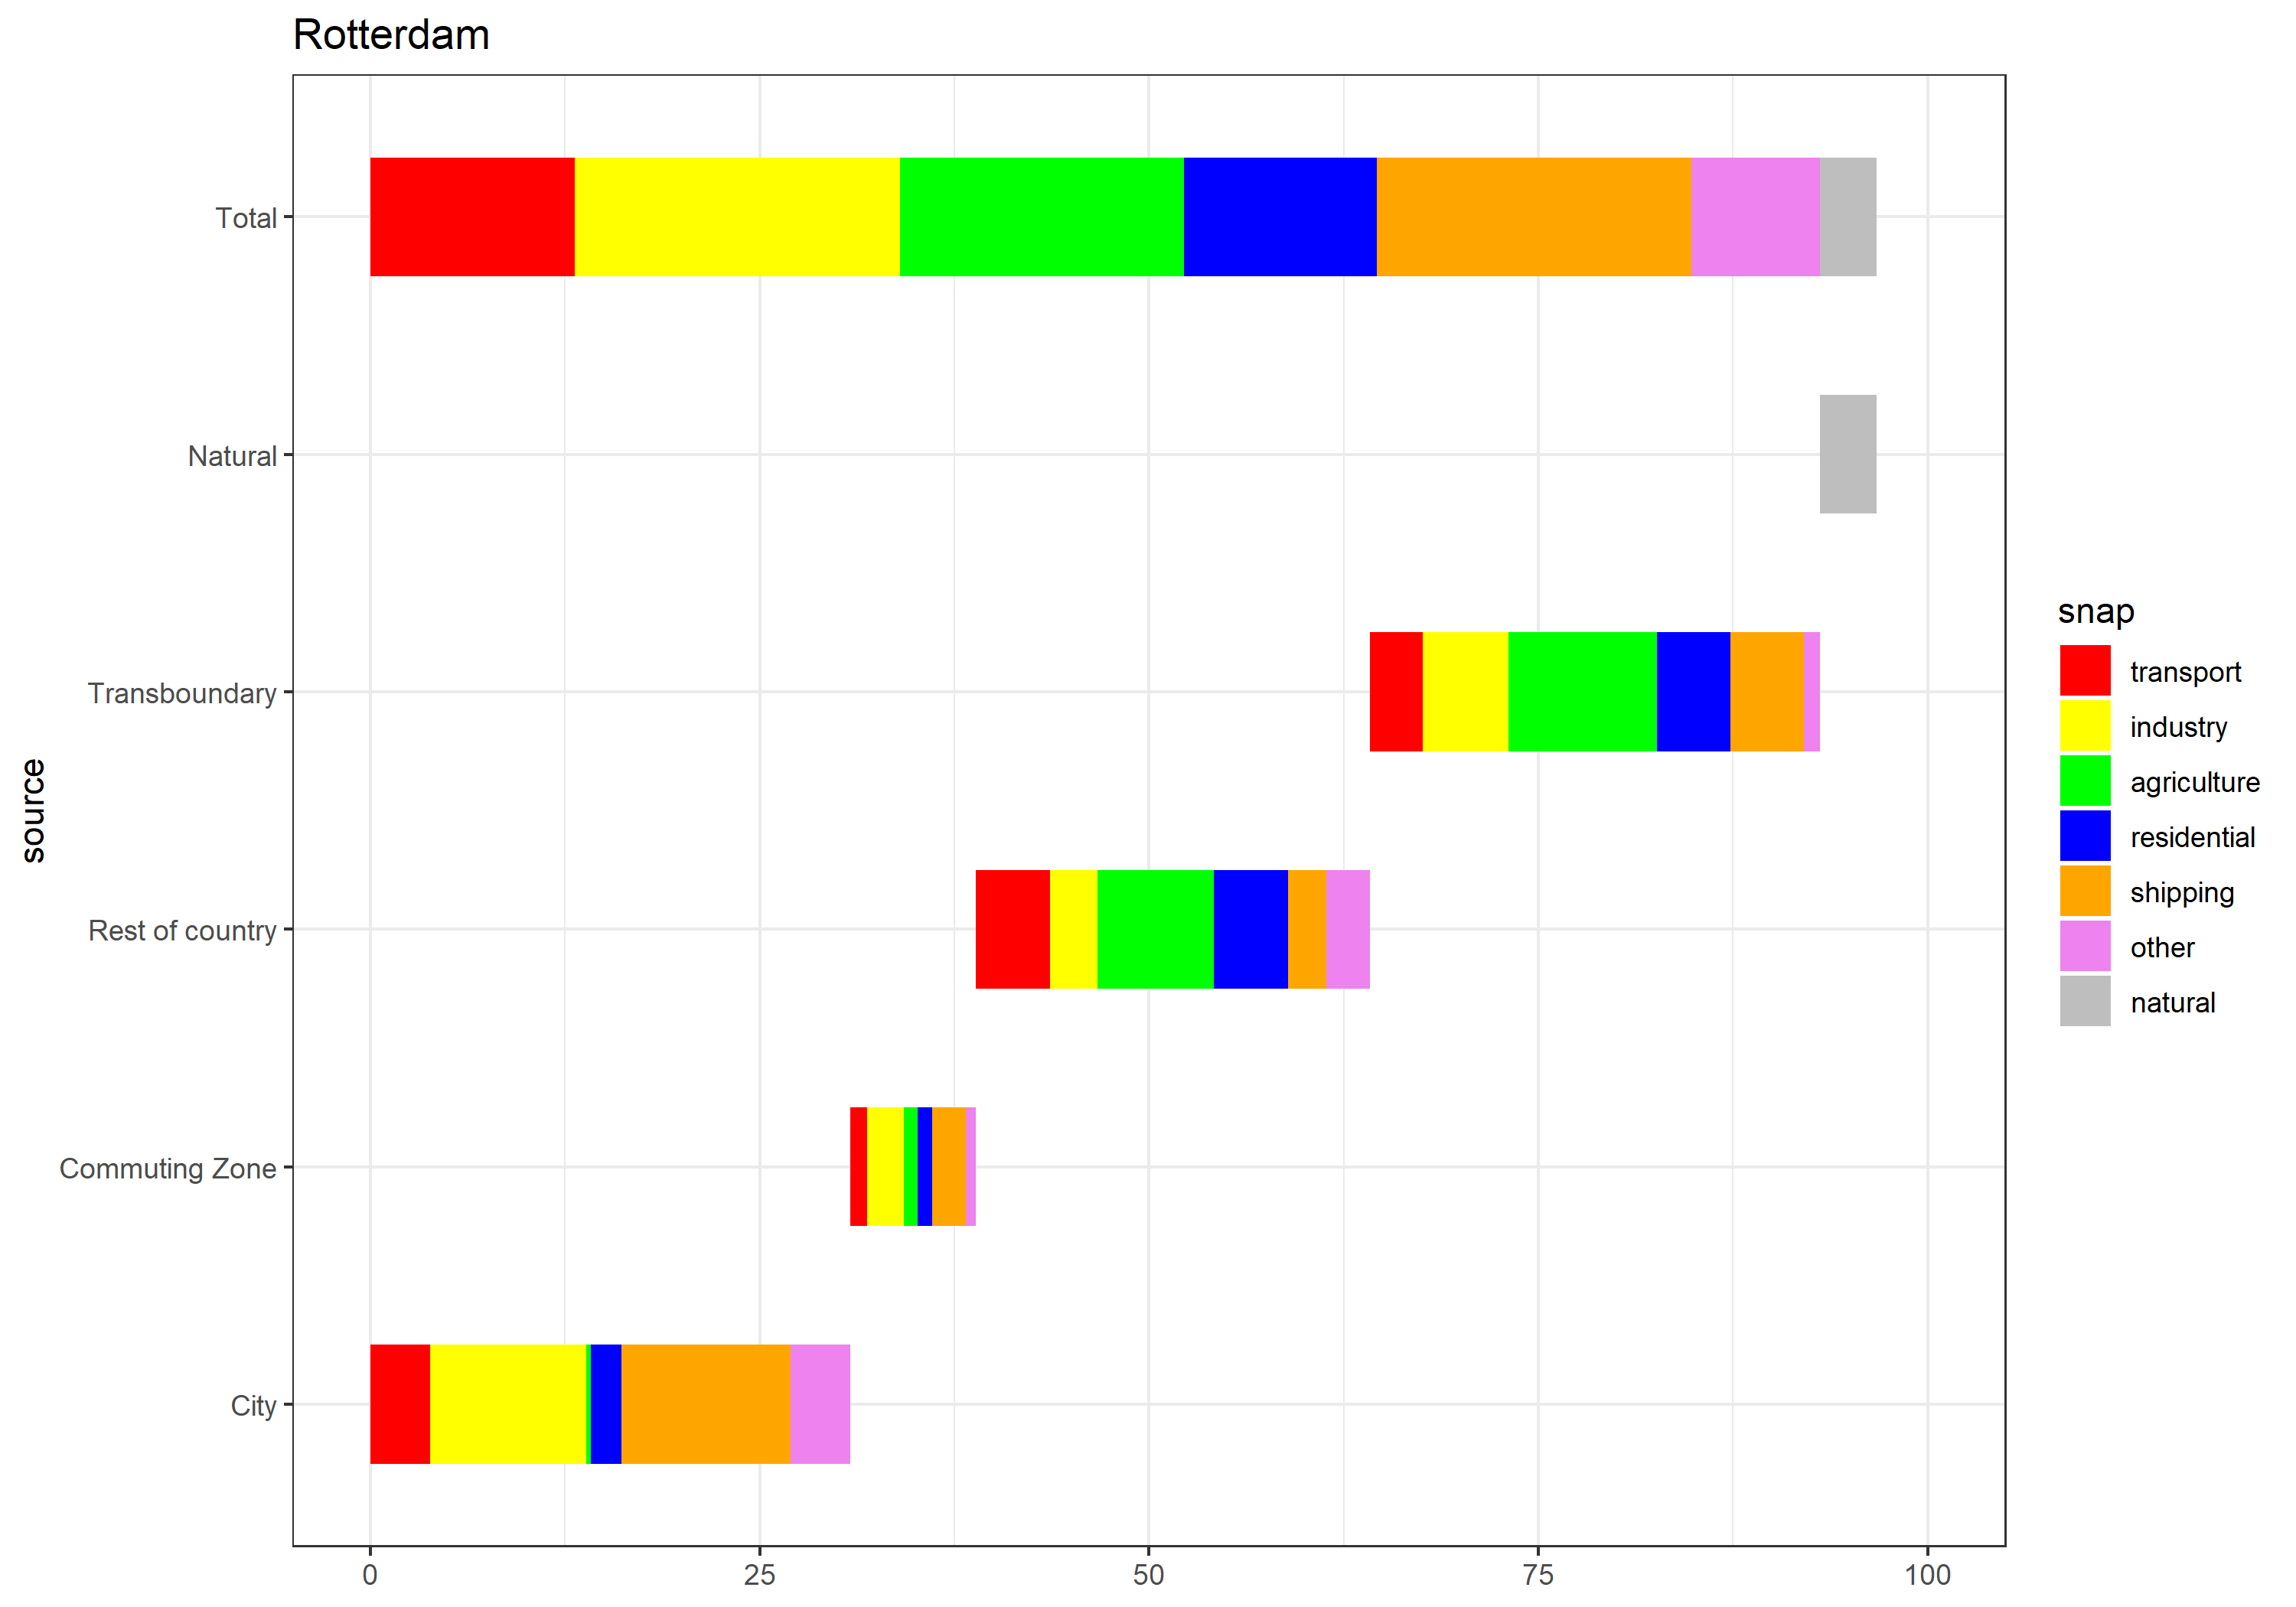 Rotterdam
Total
Natural
Transboundary
Rest of country
Commuting Zone
City
source
0 25 50 75 100
snap
transport
industry
agriculture
residential
shipping
other
natural